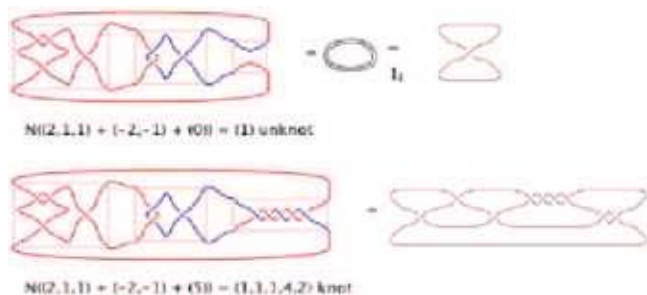 =
=
1₁
N((2,1,1) + (-2,-1) + (0)) = (1) unknot
=
N((2,1,1) + (-2,-1) + (5)) = (1,1,1,4,2) knot